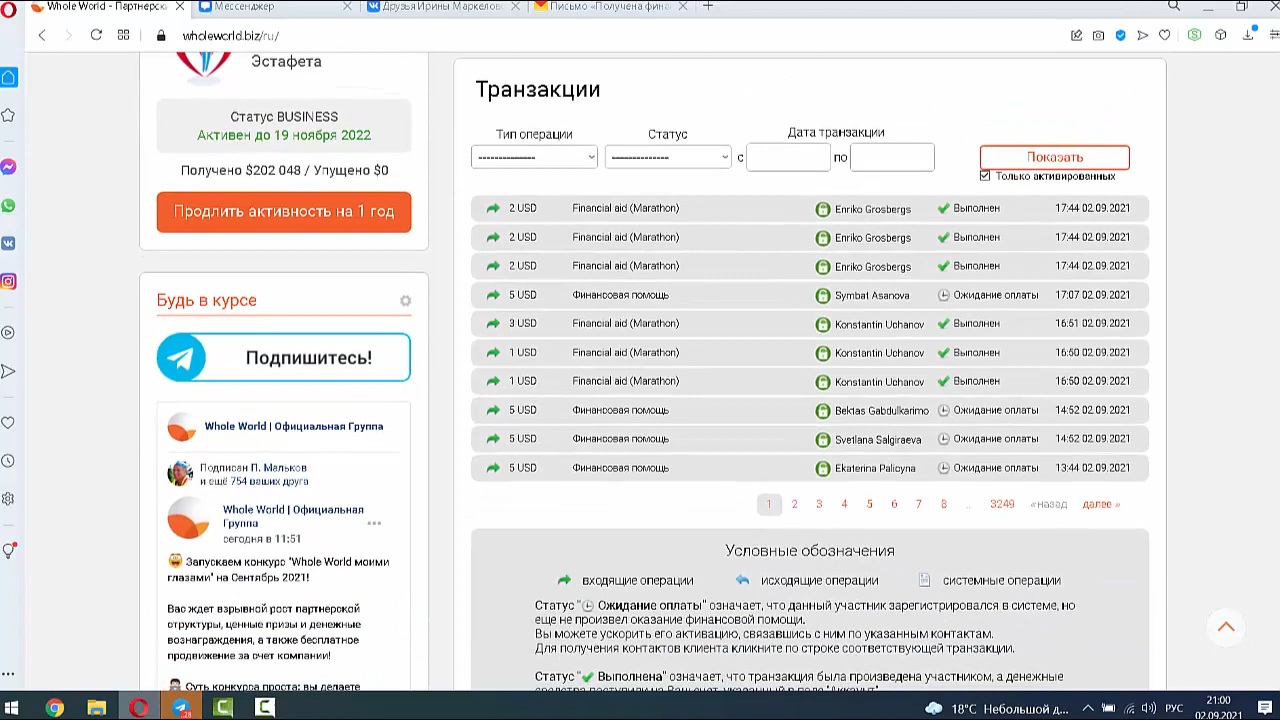 Whole World - Партнерск
Мессенджер
Друзья Ирины Маркелов
Письмо «Получена фина
wholeworld.biz/ru/
Эстафета
Статус BUSINESS
Активен до 19 ноября 2022
Получено $202 048 / Упущено $0
Продлить активность на 1 год
Будь в курсе
Подпишитесь!
Whole World | Официальная Группа
Подписан П. Мальков
и ещё 754 ваших друга
Whole World | Официальная
Группа
сегодня в 11:51
Запускаем конкурс "Whole World моими
глазами" на Сентябрь 2021!
Вас ждет взрывной рост партнерской
структуры, ценные призы и денежные
вознаграждения, а также бесплатное
продвижение за счет компании!
Суть конкурса проста: вы делаете
Транзакции
Тип операции
Статус
Дата транзакции
-------------
-------------
с
по
Показать
Только активированных
2 USD Financial aid (Marathon) Enriko Grosbergs Выполнен 17:44 02.09.2021
2 USD Financial aid (Marathon) Enriko Grosbergs Выполнен 17:44 02.09.2021
2 USD Financial aid (Marathon) Enriko Grosbergs Выполнен 17:44 02.09.2021
5 USD Финансовая помощь Symbat Asanova Ожидание оплаты 17:07 02.09.2021
3 USD Financial aid (Marathon) Konstantin Uchanov Выполнен 16:51 02.09.2021
1 USD Financial aid (Marathon) Konstantin Uchanov Выполнен 16:50 02.09.2021
1 USD Financial aid (Marathon) Konstantin Uchanov Выполнен 16:50 02.09.2021
5 USD Финансовая помощь Bektas Gabdulkarimo Ожидание оплаты 14:52 02.09.2021
5 USD Финансовая помощь Svetlana Salgiraeva Ожидание оплаты 14:52 02.09.2021
5 USD Финансовая помощь Ekaterina Palicyna Ожидание оплаты 13:44 02.09.2021
1 2 3 4 5 6 7 8 .. 3249 «назад далее »
Условные обозначения
входящие операции исходящие операции системные операции
Статус "Ожидание оплаты" означает, что данный участник зарегистрировался в системе, но
еще не произвел оказание финансовой помощи.
Вы можете ускорить его активацию, связавшись с ним по указанным контактам.
Для получения контактов клиента кликните по строке соответствующей транзакции.
Статус "Выполнена" означает, что транзакция была произведена участником, а денежные
средства поступили на Ваш счет, указанный в поле "Аккаунт".
28
18°C Небольшой д...
РУС
21:00
02.09.2021